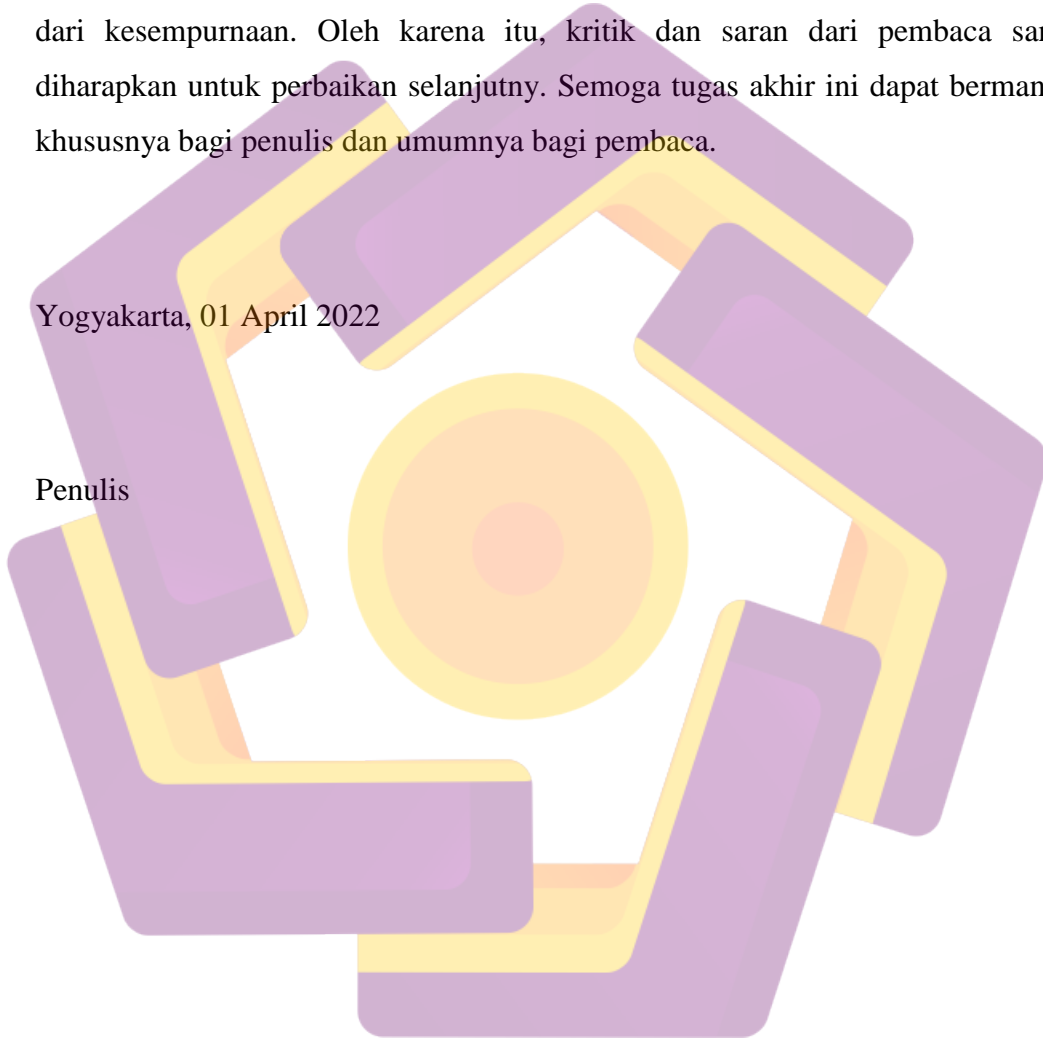 dari kesempurnaan. Oleh karena itu, kritik dan saran dari pembaca
diharapkan untuk perbaikan selanjutny. Semoga tugas akhir ini dapat
khususnya bagi penulis dan umumnya bagi pembaca.
Yogyakarta, 01 April 2022
Penulis